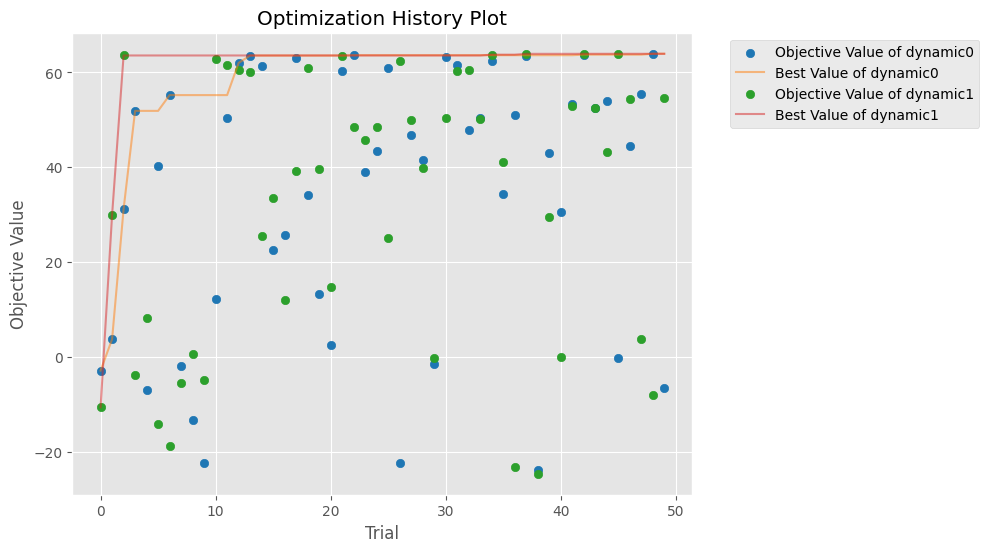 Optimization History Plot
Objective Value of dynamic0
Best Value of dynamic0
Objective Value of dynamic1
Best Value of dynamic1
Objective Value
60
40
20
0
−20
0 10 20 30 40 50
Trial